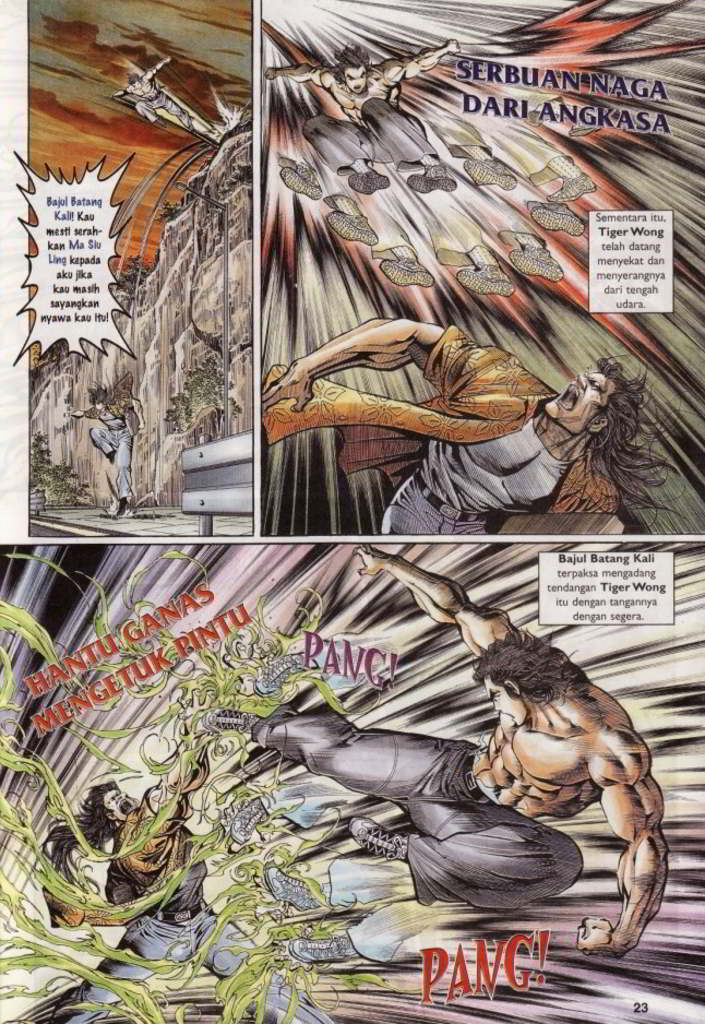 Bajul Batang
Kali! Kau
mesti serah-
kan Ma Siu
Ling kepada
aku jika
kau masih
sayangkan
nyawa kau itu!
SERBUAN NAGA
DARI ANGKASA
Sementara itu,
Tiger Wong
telah datang
menyekat dan
menyerangnya
dari tengah
udara.
Bajul Batang Kali
terpaksa mengadang
tendangan Tiger Wong
itu dengan tangannya
dengan segera.
HANTU GANAS
MENGETUK PINTU
PANG!
PANG!
23